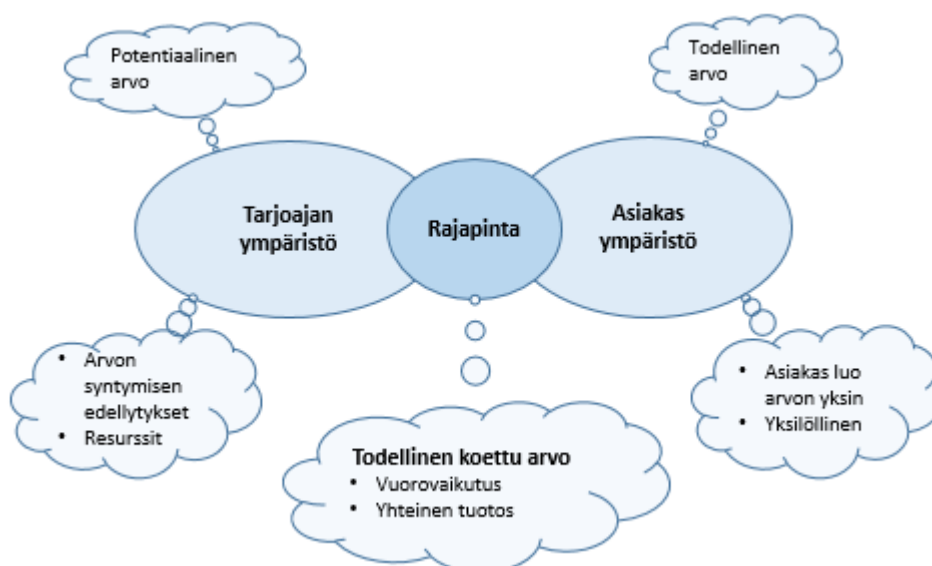 Potentiaalinen
arvo
Todellinen
arvo
Tarjoajan
ympäristö
Rajapinta
Asiakas
ympäristö
• Arvon
syntymisen
edellytykset
• Resurssit
Todellinen koettu arvo
• Vuorovaikutus
• Yhteinen tuotos
• Asiakas luo
arvon yksin
• Yksilöllinen